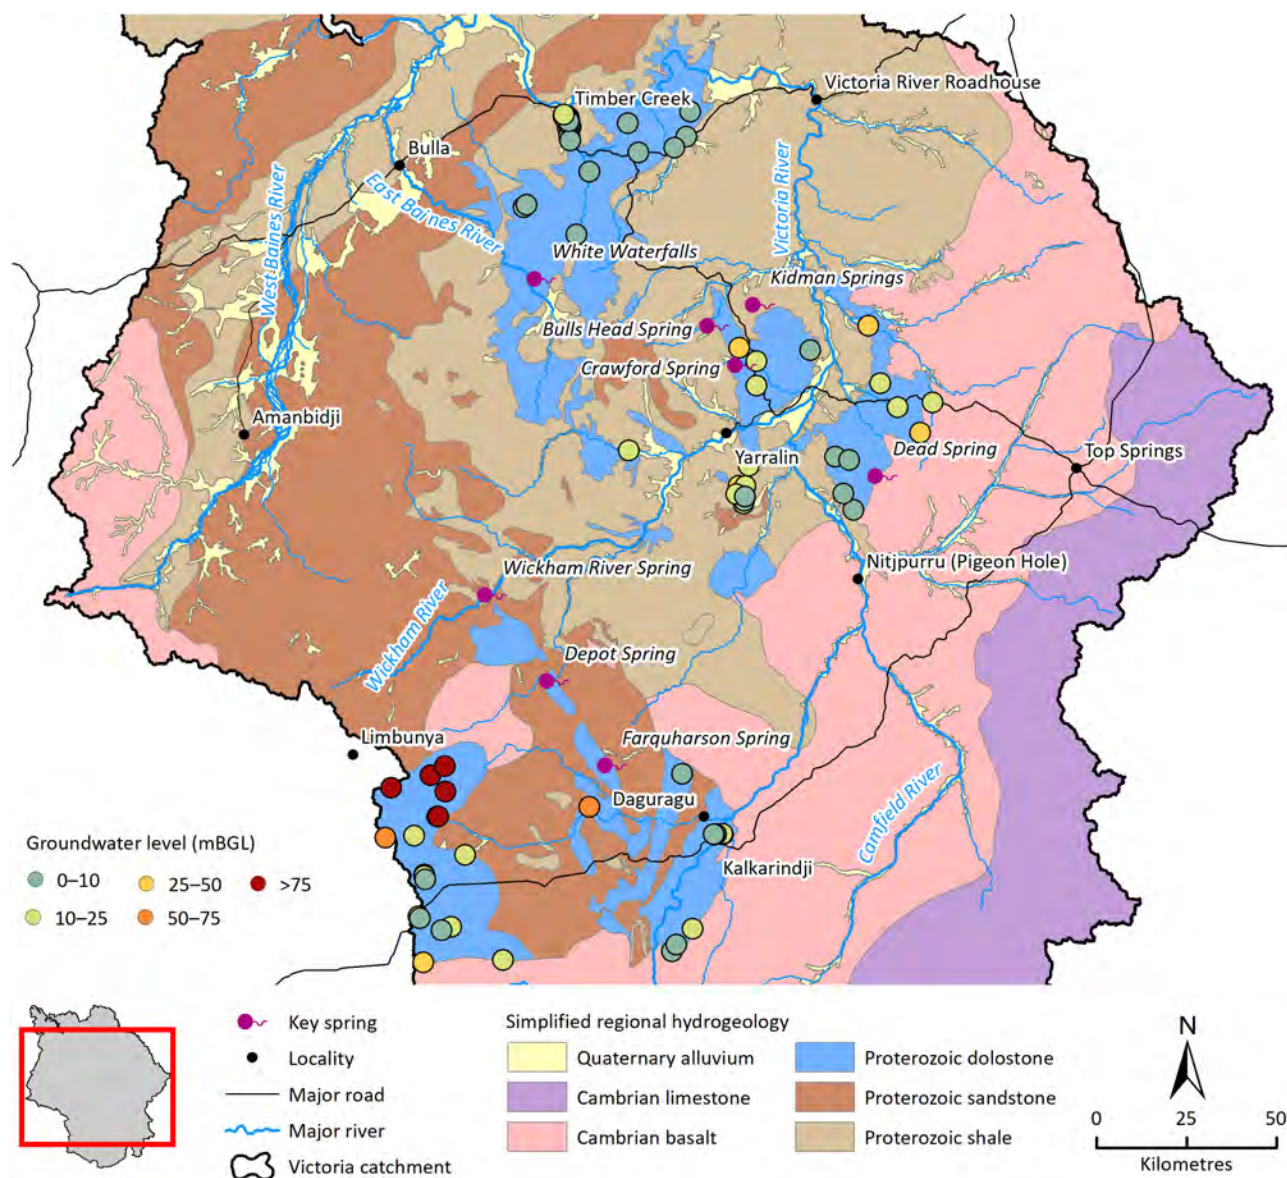 Timber Creek
Victoria River Roadhouse
Bulla
East Baines River
Victoria River
West Baines River
White Waterfalls
Kidman Springs
Bulls Head Spring
Crawford Spring
Amanbidji
Yarralin
Dead Spring
Top Springs
Wickham River Spring
Nitjpurru (Pigeon Hole)
Wickham River
Depot Spring
Limbunya
Farquharson Spring
Daguragu
Camfield River
Kalkarindji
Groundwater level (mBGL)
0–10
25–50
>75
10–25
50–75
Key spring
Locality
Major road
Major river
Victoria catchment
Simplified regional hydrogeology
Quaternary alluvium
Proterozoic dolostone
Cambrian limestone
Proterozoic sandstone
Cambrian basalt
Proterozoic shale
N
0 25 50
Kilometres